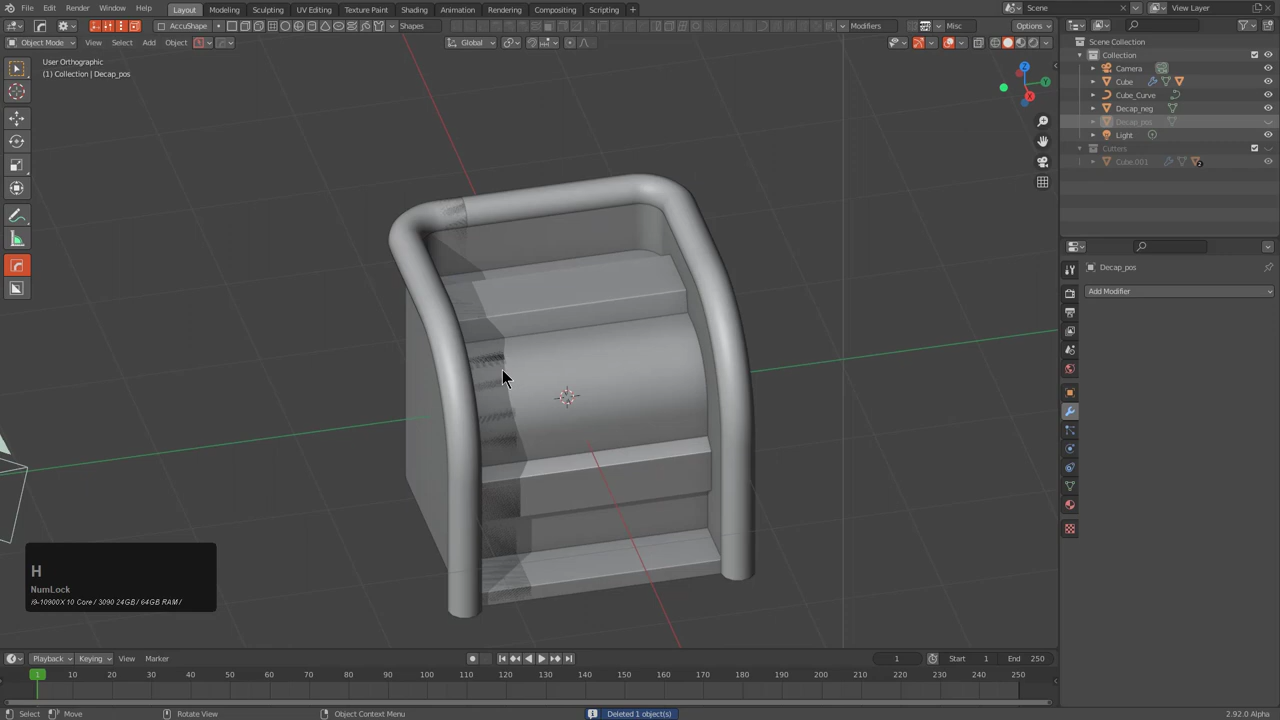 File Edit Render Window Help Layout Modeling Sculpting UV Editing Texture Paint Shading Animation Rendering Compositing Scripting + Scene View Layer
AccuShape Shapes Modifiers Misc Options
Object Mode View Select Add Object Global
User Orthographic
(1) Collection | Decap_pos
Scene Collection
Collection
Camera
Cube
Cube_Curve
Decap_neg
Decap_pos
Light
Cutters
Cube.001
2
Z
Y
X
Decap_pos
Add Modifier
H
NumLock
i9-10900X 10 Core / 3090 24GB / 64GB RAM /
Playback Keying View Marker 1 Start 1 End 250
1 10 20 30 40 50 60 70 80 90 100 110 120 130 140 150 160 170 180 190 200 210 220 230 240 250
Select Move Rotate View Object Context Menu Deleted 1 object(s) 2.92.0 Alpha